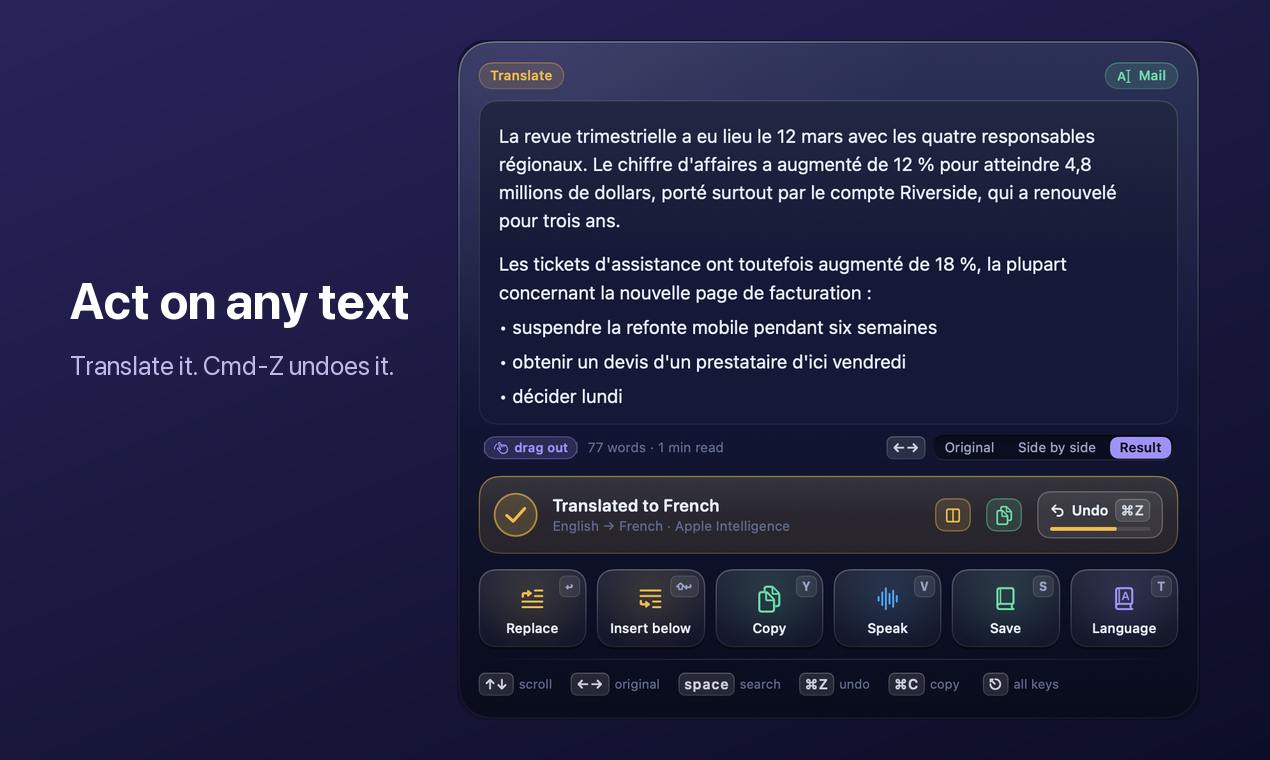 Act on any text
Translate it. Cmd-Z undoes it.
Translate
Mail
La revue trimestrielle a eu lieu le 12 mars avec les quatre responsables
régionaux. Le chiffre d'affaires a augmenté de 12 % pour atteindre 4,8
millions de dollars, porté surtout par le compte Riverside, qui a renouvelé
pour trois ans.
Les tickets d'assistance ont toutefois augmenté de 18 %, la plupart
concernant la nouvelle page de facturation :
• suspendre la refonte mobile pendant six semaines
• obtenir un devis d'un prestataire d'ici vendredi
• décider lundi
drag out 77 words · 1 min read ←→ Original Side by side Result
Translated to French
English → French · Apple Intelligence
Undo ⌘Z
↩ ⇧↩ Y V S T
Replace Insert below Copy Speak Save Language
↑↓ scroll ←→ original space search ⌘Z undo ⌘C copy all keys